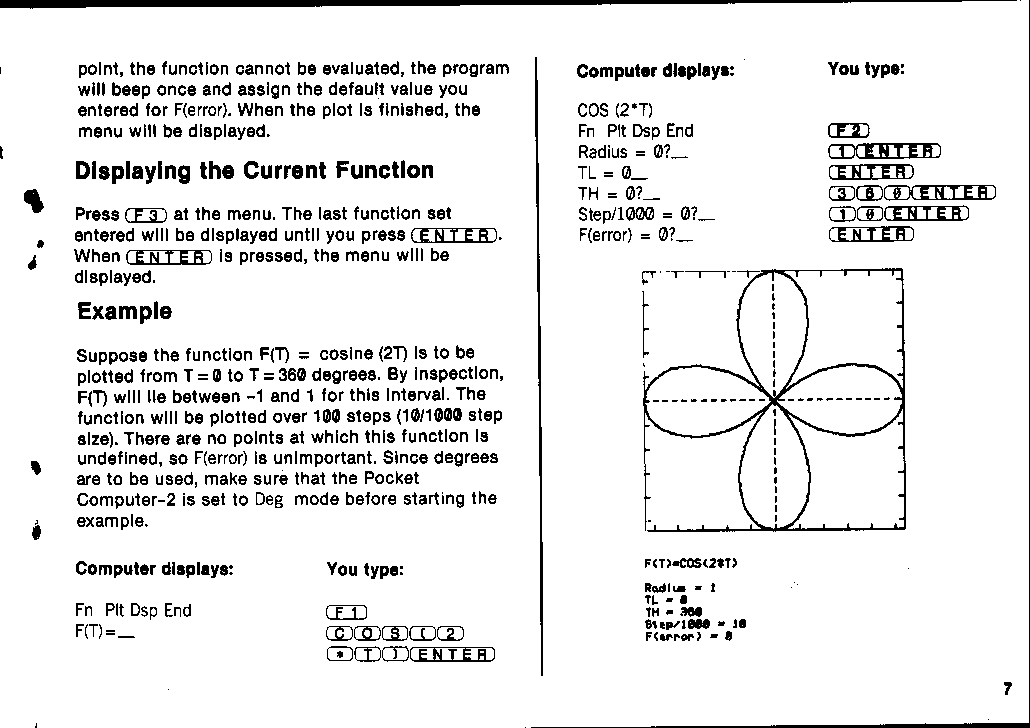 point, the function cannot be evaluated, the program
will beep once and assign the default value you
entered for F(error). When the plot is finished, the
menu will be displayed.
Displaying the Current Function
Press (F 3) at the menu. The last function set
entered will be displayed until you press (ENTER).
When (ENTER) is pressed, the menu will be
displayed.
Example
Suppose the function F(T) = cosine (2T) is to be
plotted from T=0 to T=360 degrees. By inspection,
F(T) will lie between -1 and 1 for this interval. The
function will be plotted over 100 steps (10/1000 step
size). There are no points at which this function is
undefined, so F(error) is unimportant. Since degrees
are to be used, make sure that the Pocket
Computer-2 is set to Deg mode before starting the
example.
Computer displays: You type:
Fn Plt Dsp End (F 1)
F(T)=_ (C)(O)(S)(()(2)
(*)(T)())(ENTER)
Computer displays: You type:
COS (2*T)
Fn Plt Dsp End (F 2)
Radius = 0?_ (1)(ENTER)
TL = 0_ (ENTER)
TH = 0?_ (3)(6)(0)(ENTER)
Step/1000 = 0?_ (1)(0)(ENTER)
F(error) = 0?_ (ENTER)
F(T)=COS(2*T)
Radius = 1
TL = 0
TH = 360
Step/1000 = 10
F(error) = 0
7